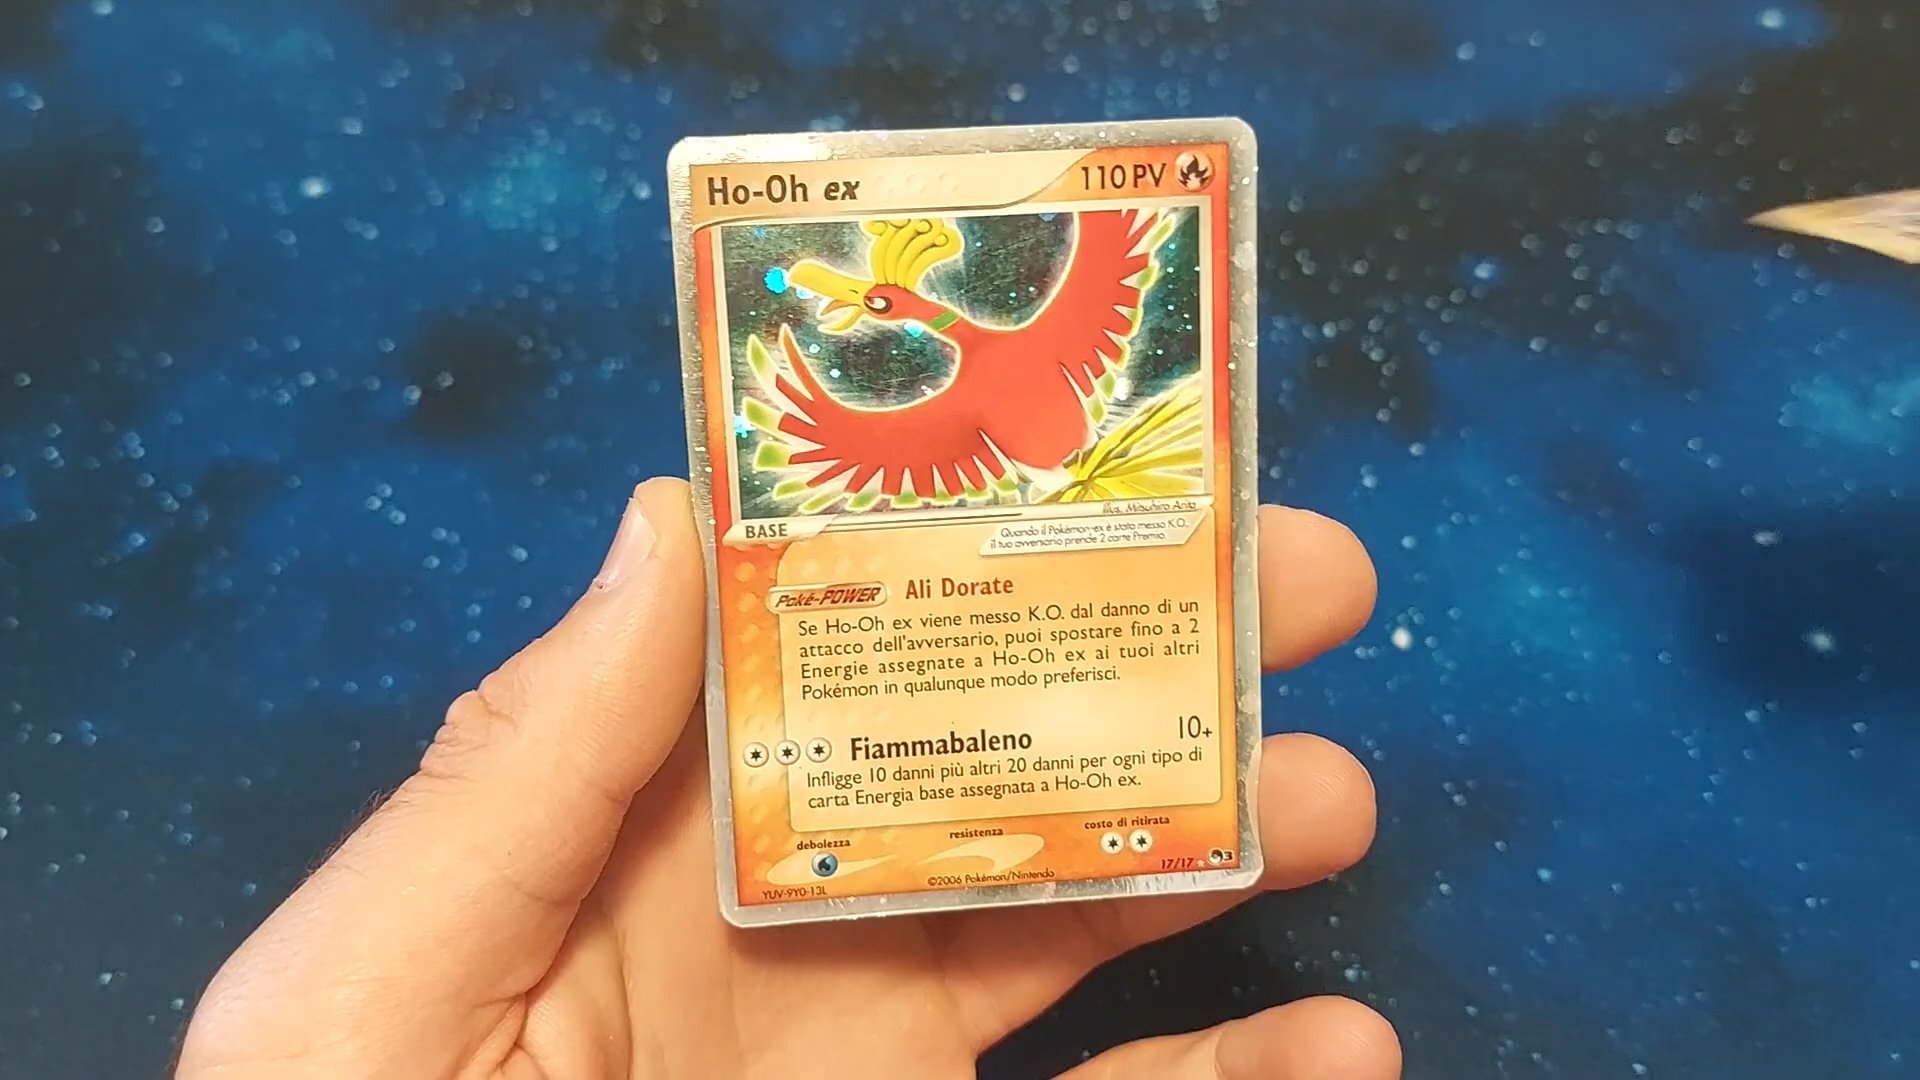 Ho-Oh ex 110 PV
illus. Mitsuhiro Arita
BASE
Quando il Pokémon-ex è stato messo K.O.,
il tuo avversario prende 2 carte Premio.
Poké-POWER Ali Dorate
Se Ho-Oh ex viene messo K.O. dal danno di un
attacco dell'avversario, puoi spostare fino a 2
Energie assegnate a Ho-Oh ex ai tuoi altri
Pokémon in qualunque modo preferisci.
Fiammabaleno 10+
Infligge 10 danni più altri 20 danni per ogni tipo di
carta Energia base assegnata a Ho-Oh ex.
debolezza resistenza costo di ritirata
YUV-9Y0-13L ©2006 Pokémon/Nintendo 17/17 3